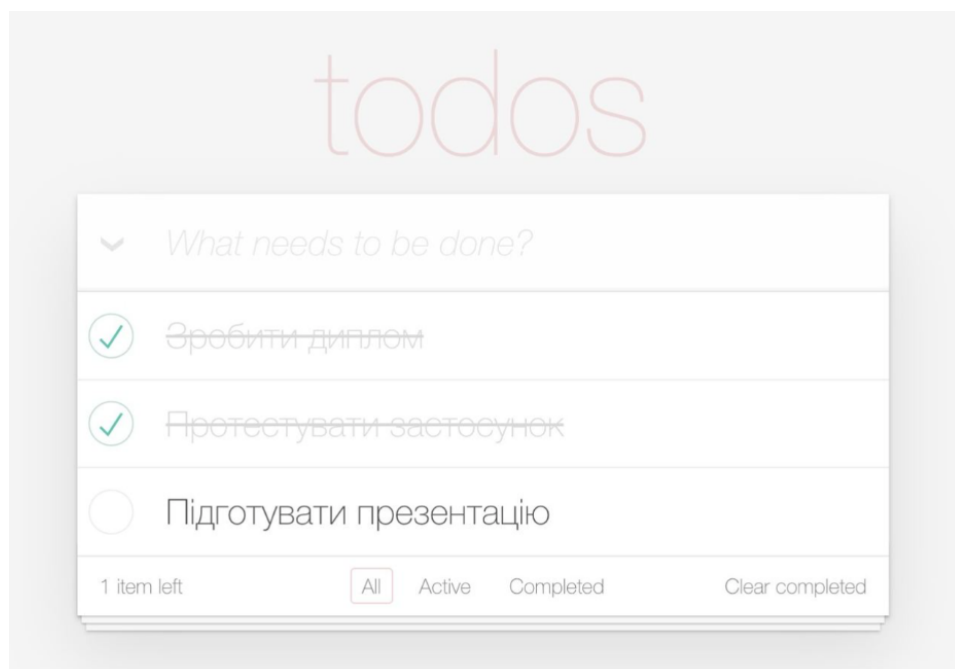 todos
What needs to be done?
Зробити диплом
Протестувати застосунок
Підготувати презентацію
1 item left All Active Completed Clear completed